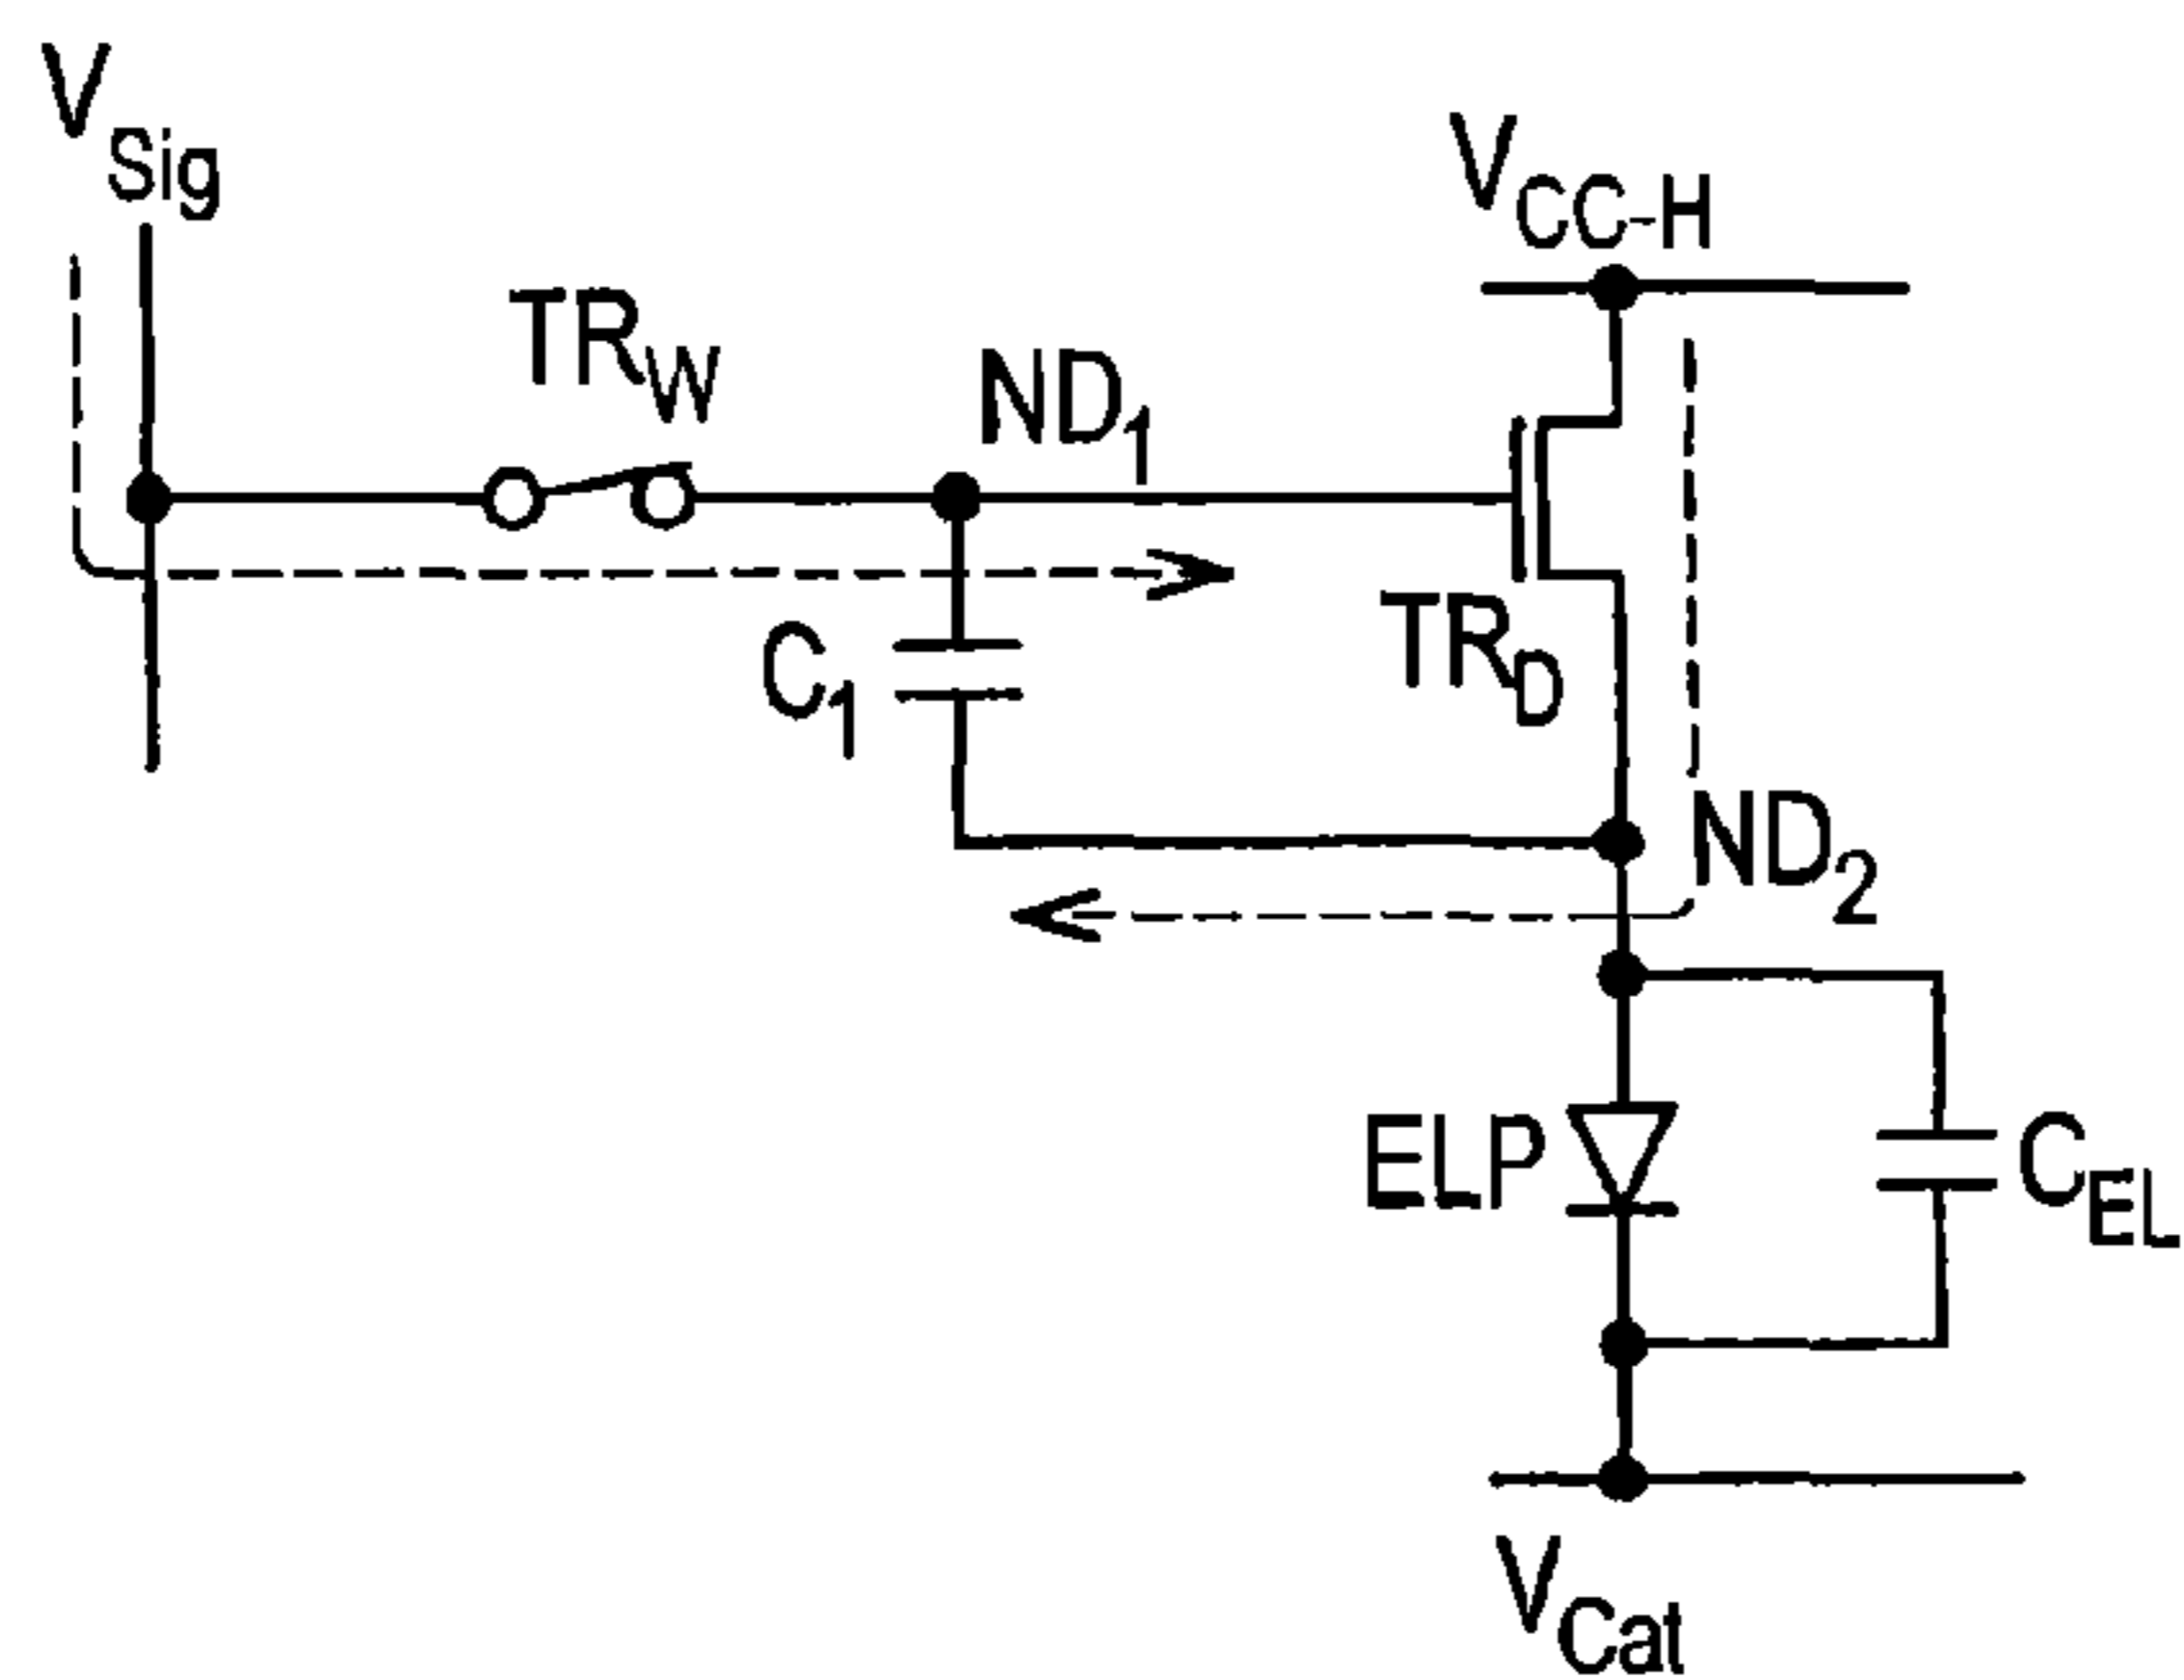 VSig
VCC-H
TRW
ND1
TRD
C1
ND2
ELP
CEL
VCat